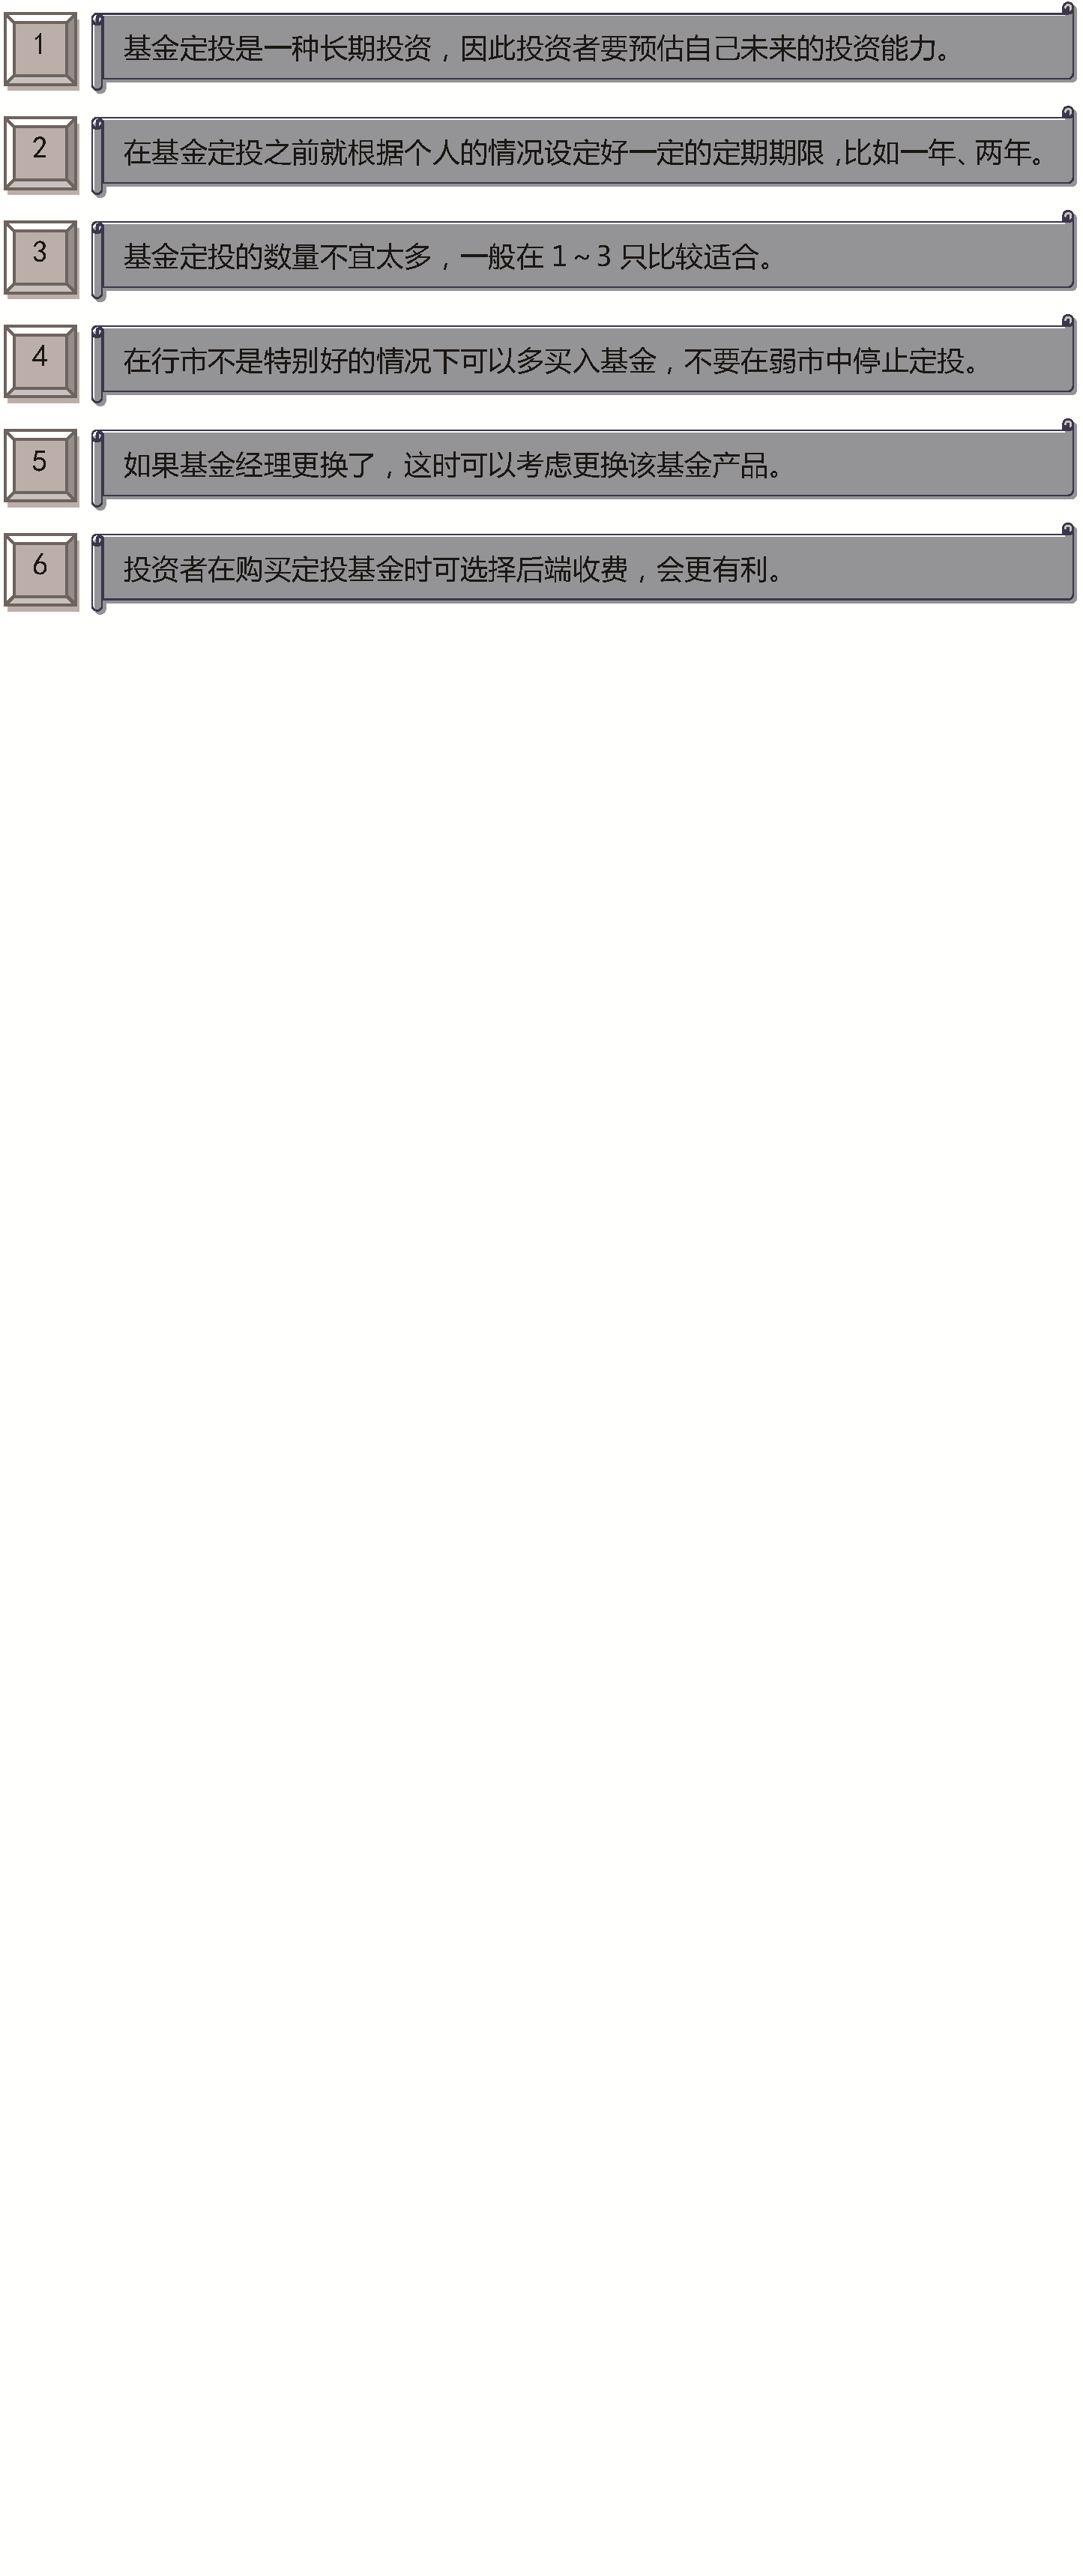 1
基金定投是一种长期投资，因此投资者要预估自己未来的投资能力。
2
在基金定投之前就根据个人的情况设定好一定的定期期限，比如一年、两年。
3
基金定投的数量不宜太多，一般在 1～3 只比较适合。
4
在行市不是特别好的情况下可以多买入基金，不要在弱市中停止定投。
5
如果基金经理更换了，这时可以考虑更换该基金产品。
6
投资者在购买定投基金时可选择后端收费，会更有利。